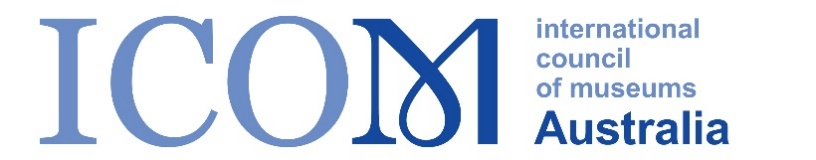 ICOM
international
council
of museums
Australia